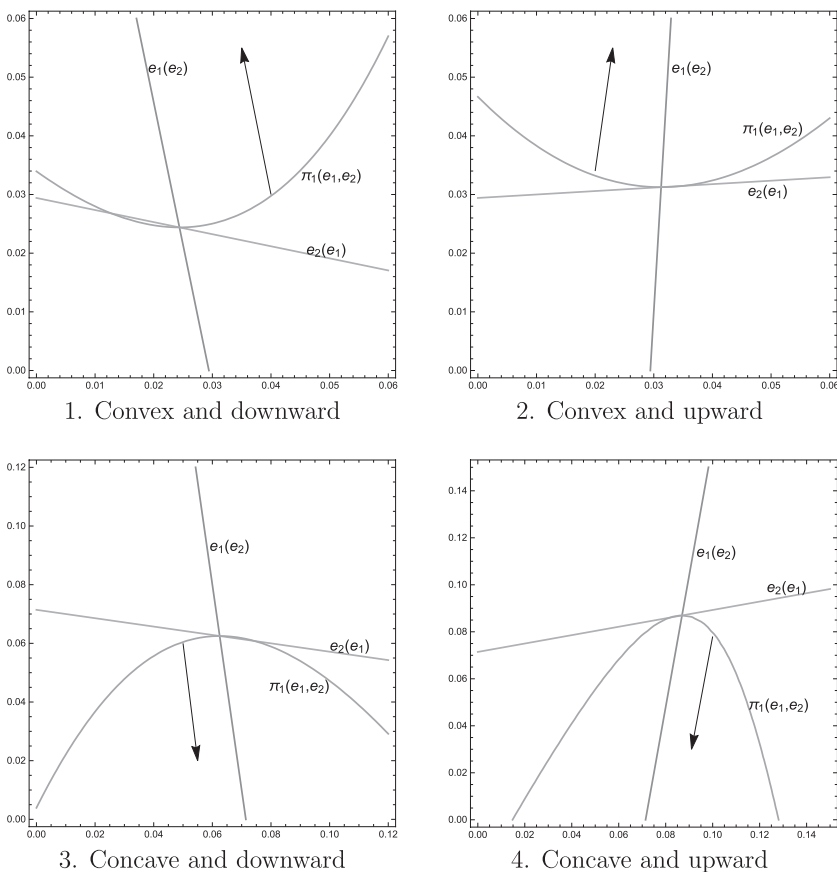 0.06
0.05
0.04
0.03
0.02
0.01
0.00
e₁(e₂)
π₁(e₁,e₂)
e₂(e₁)
0.00 0.01 0.02 0.03 0.04 0.05 0.06
1. Convex and downward
0.06
0.05
0.04
0.03
0.02
0.01
0.00
e₁(e₂)
π₁(e₁,e₂)
e₂(e₁)
0.00 0.01 0.02 0.03 0.04 0.05 0.06
2. Convex and upward
0.12
0.10
0.08
0.06
0.04
0.02
0.00
e₁(e₂)
e₂(e₁)
π₁(e₁,e₂)
0.00 0.02 0.04 0.06 0.08 0.10 0.12
3. Concave and downward
0.14
0.12
0.10
0.08
0.06
0.04
0.02
0.00
e₁(e₂)
e₂(e₁)
π₁(e₁,e₂)
0.00 0.02 0.04 0.06 0.08 0.10 0.12 0.14
4. Concave and upward